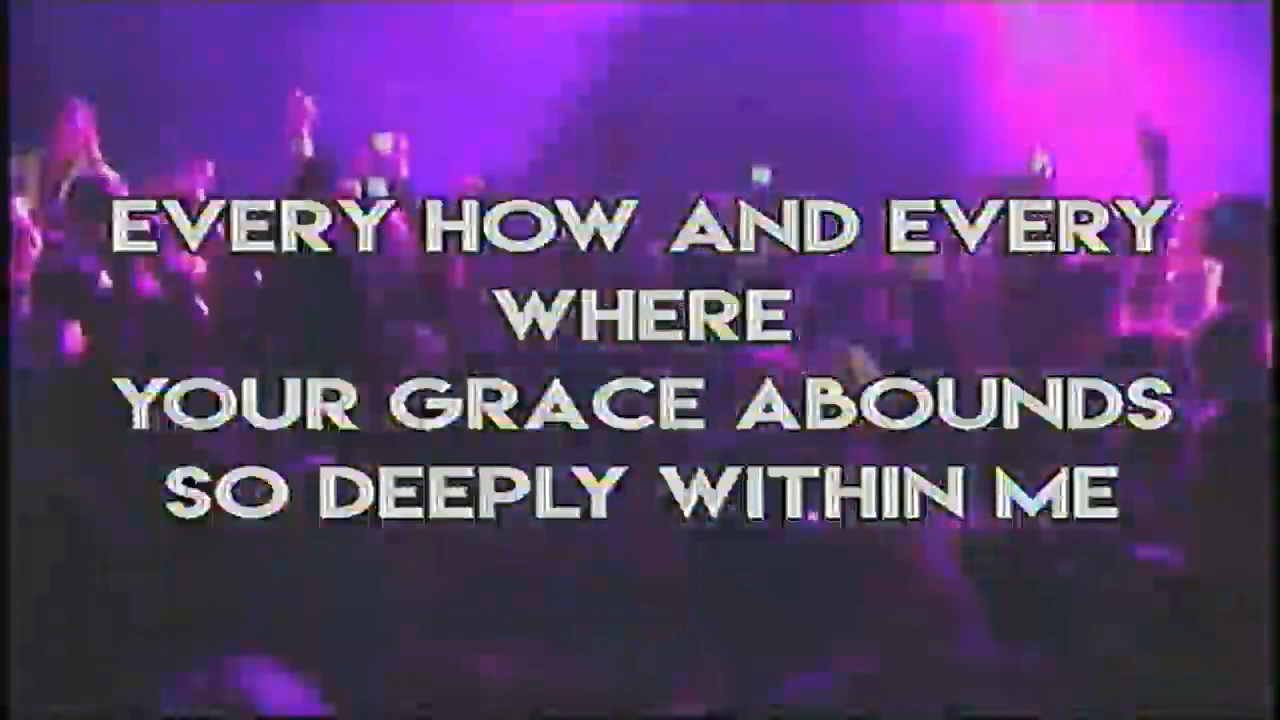 EVERY HOW AND EVERY
WHERE
YOUR GRACE ABOUNDS
SO DEEPLY WITHIN ME